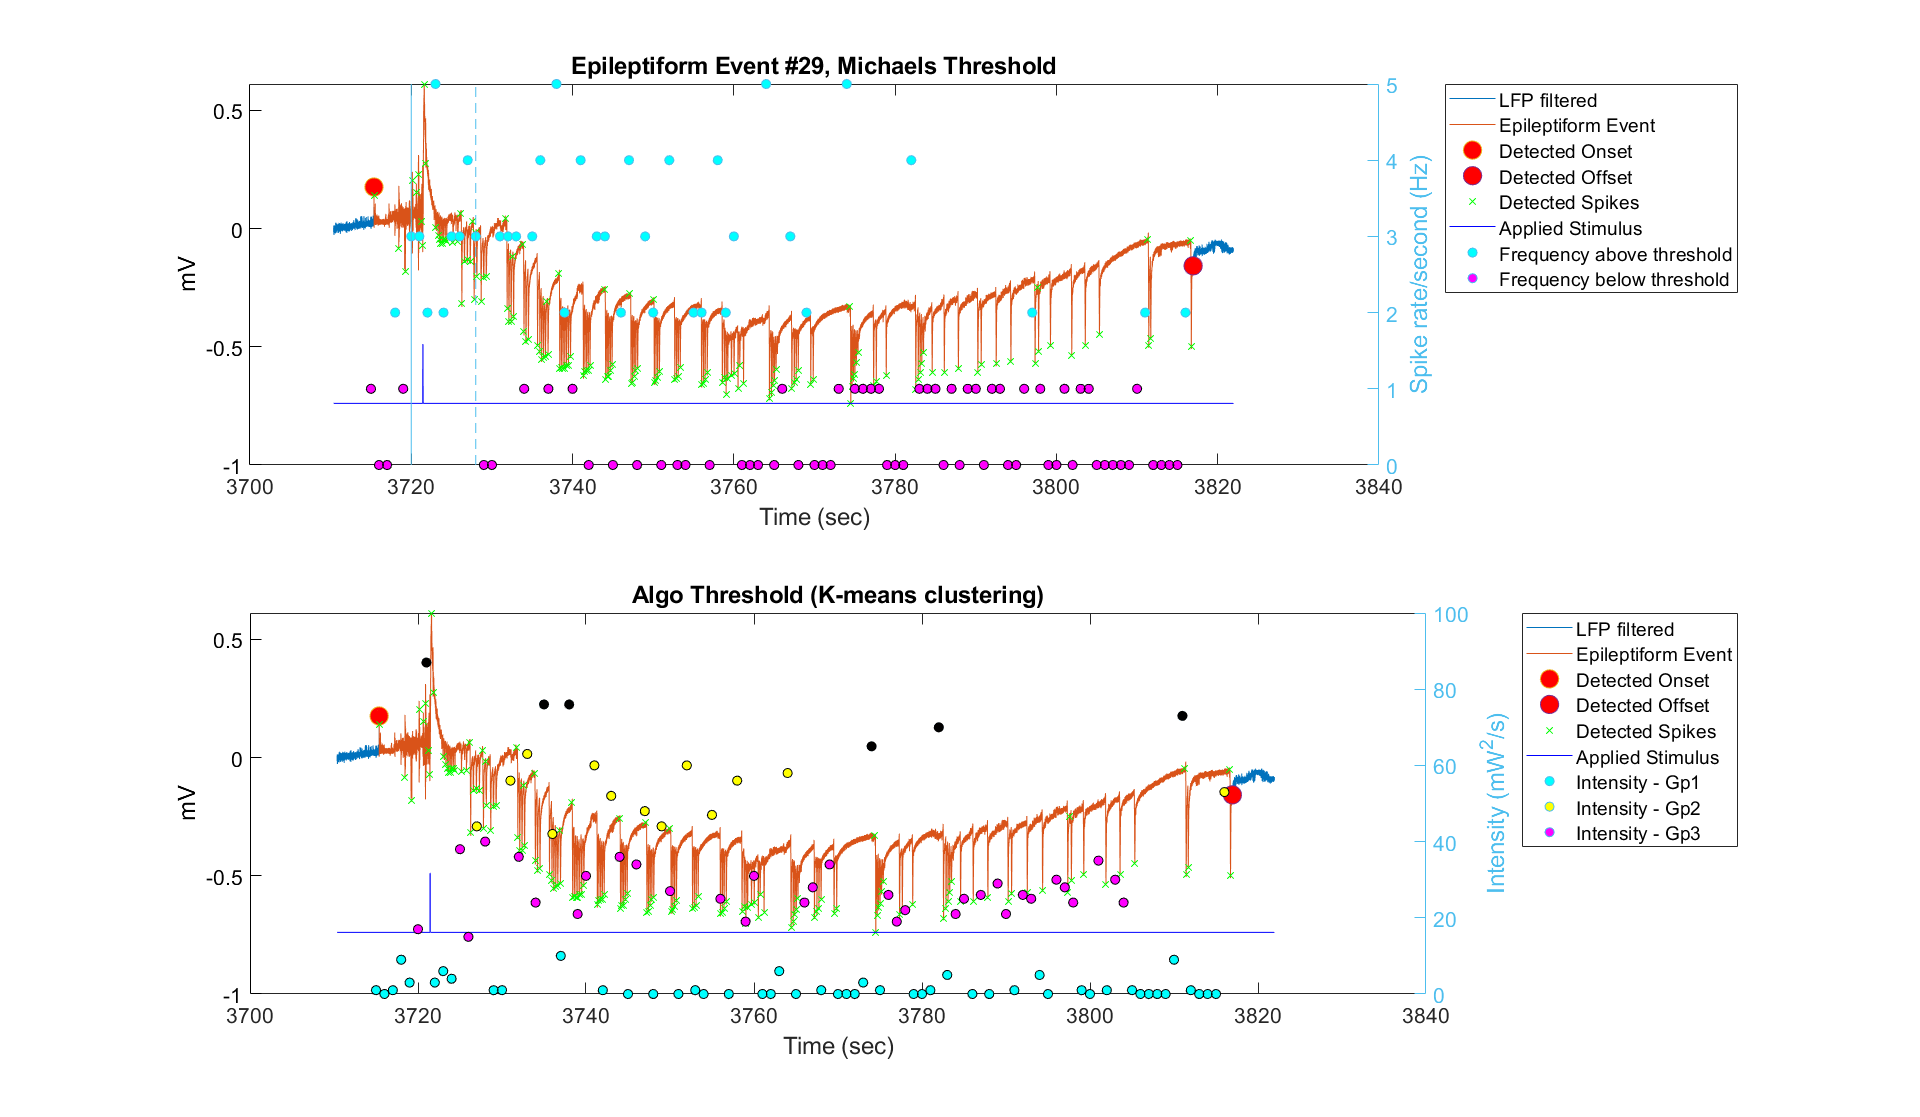 Epileptiform Event #29, Michaels Threshold
0.5
0
-0.5
-1
mV
3700
3720
3740
3760
3780
3800
3820
3840
Time (sec)
5
4
3
2
1
0
Spike rate/second (Hz)
LFP filtered
Epileptiform Event
Detected Onset
Detected Offset
Detected Spikes
Applied Stimulus
Frequency above threshold
Frequency below threshold
Algo Threshold (K-means clustering)
0.5
0
-0.5
-1
mV
3700
3720
3740
3760
3780
3800
3820
3840
Time (sec)
100
80
60
40
20
0
Intensity (mW²/s)
LFP filtered
Epileptiform Event
Detected Onset
Detected Offset
Detected Spikes
Applied Stimulus
Intensity - Gp1
Intensity - Gp2
Intensity - Gp3